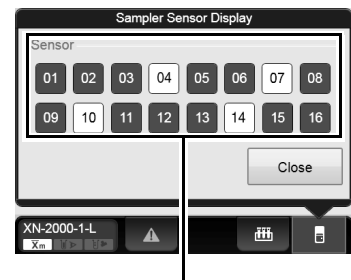 Sampler Sensor Display
Sensor
01 02 03 04 05 06 07 08
09 10 11 12 13 14 15 16
Close
XN-2000-1-L
Xm